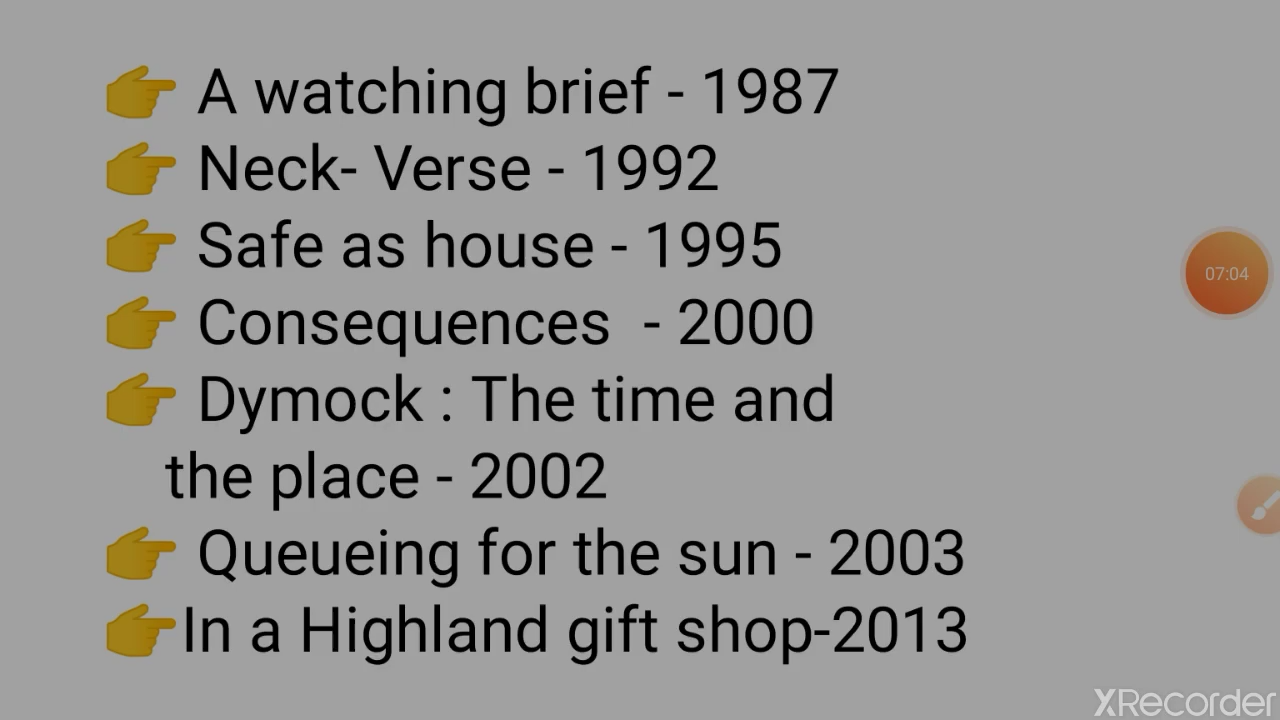 👉 A watching brief - 1987
👉 Neck- Verse - 1992
👉 Safe as house - 1995
👉 Consequences  - 2000
👉 Dymock : The time and
the place - 2002
👉 Queueing for the sun - 2003
👉In a Highland gift shop-2013
07:04
XRecorder